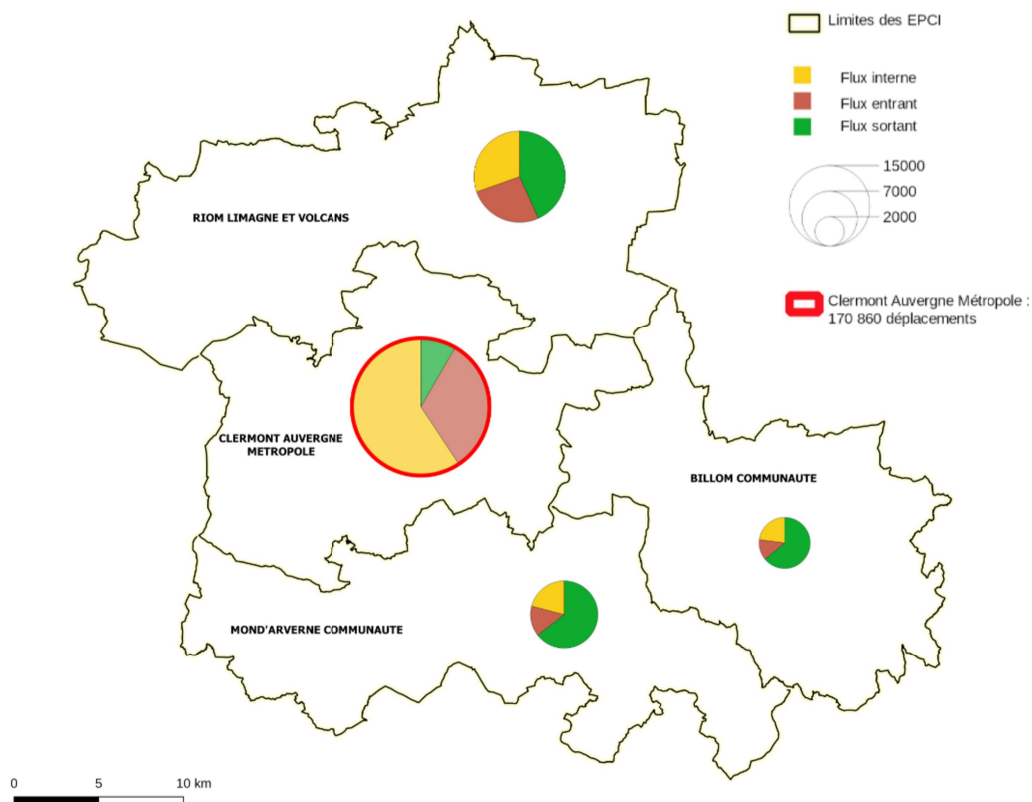 Limites des EPCI
Flux interne
Flux entrant
Flux sortant
15000
7000
2000
Clermont Auvergne Métropole :
170 860 déplacements
RIOM LIMAGNE ET VOLCANS
CLERMONT AUVERGNE
METROPOLE
BILLOM COMMUNAUTE
MOND'ARVERNE COMMUNAUTE
0 5 10 km